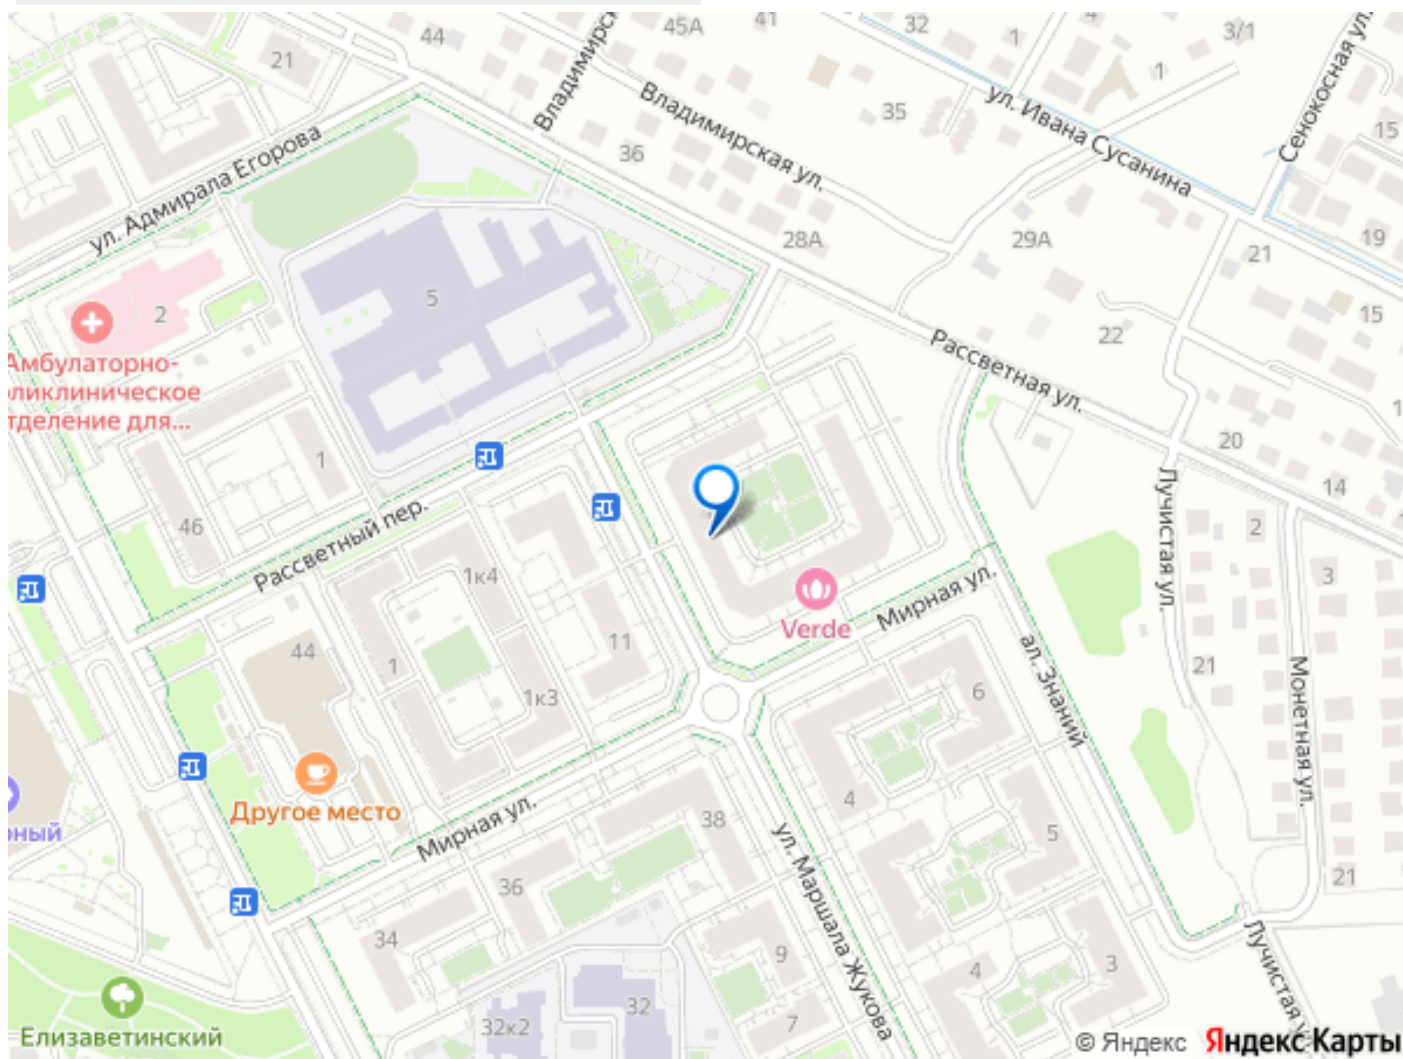 44
45А
41
32
4
1
3/1
1
21
Владимирск
Владимирская ул.
35
ул. Ивана Сусанина
Сенокосная ул.
15
ул. Адмирала Егорова
36
28А
29А
19
21
15
5
2
22
Рассветная ул.
Амбулаторно-
оликлиническое
тделение для...
1
46
Рассветный пер.
1к4
20
14
Лучистая ул.
2
3
Verde
Мирная ул.
11
44
1
1к3
6
ал. Знаний
21
Монетная ул.
4
Другое место
рный
Мирная ул.
38
5
36
ул. Маршала Жукова
21
34
9
4
3
Лучистая у
32
32к2
7
Елизаветинский
© Яндекс Яндекс Карты